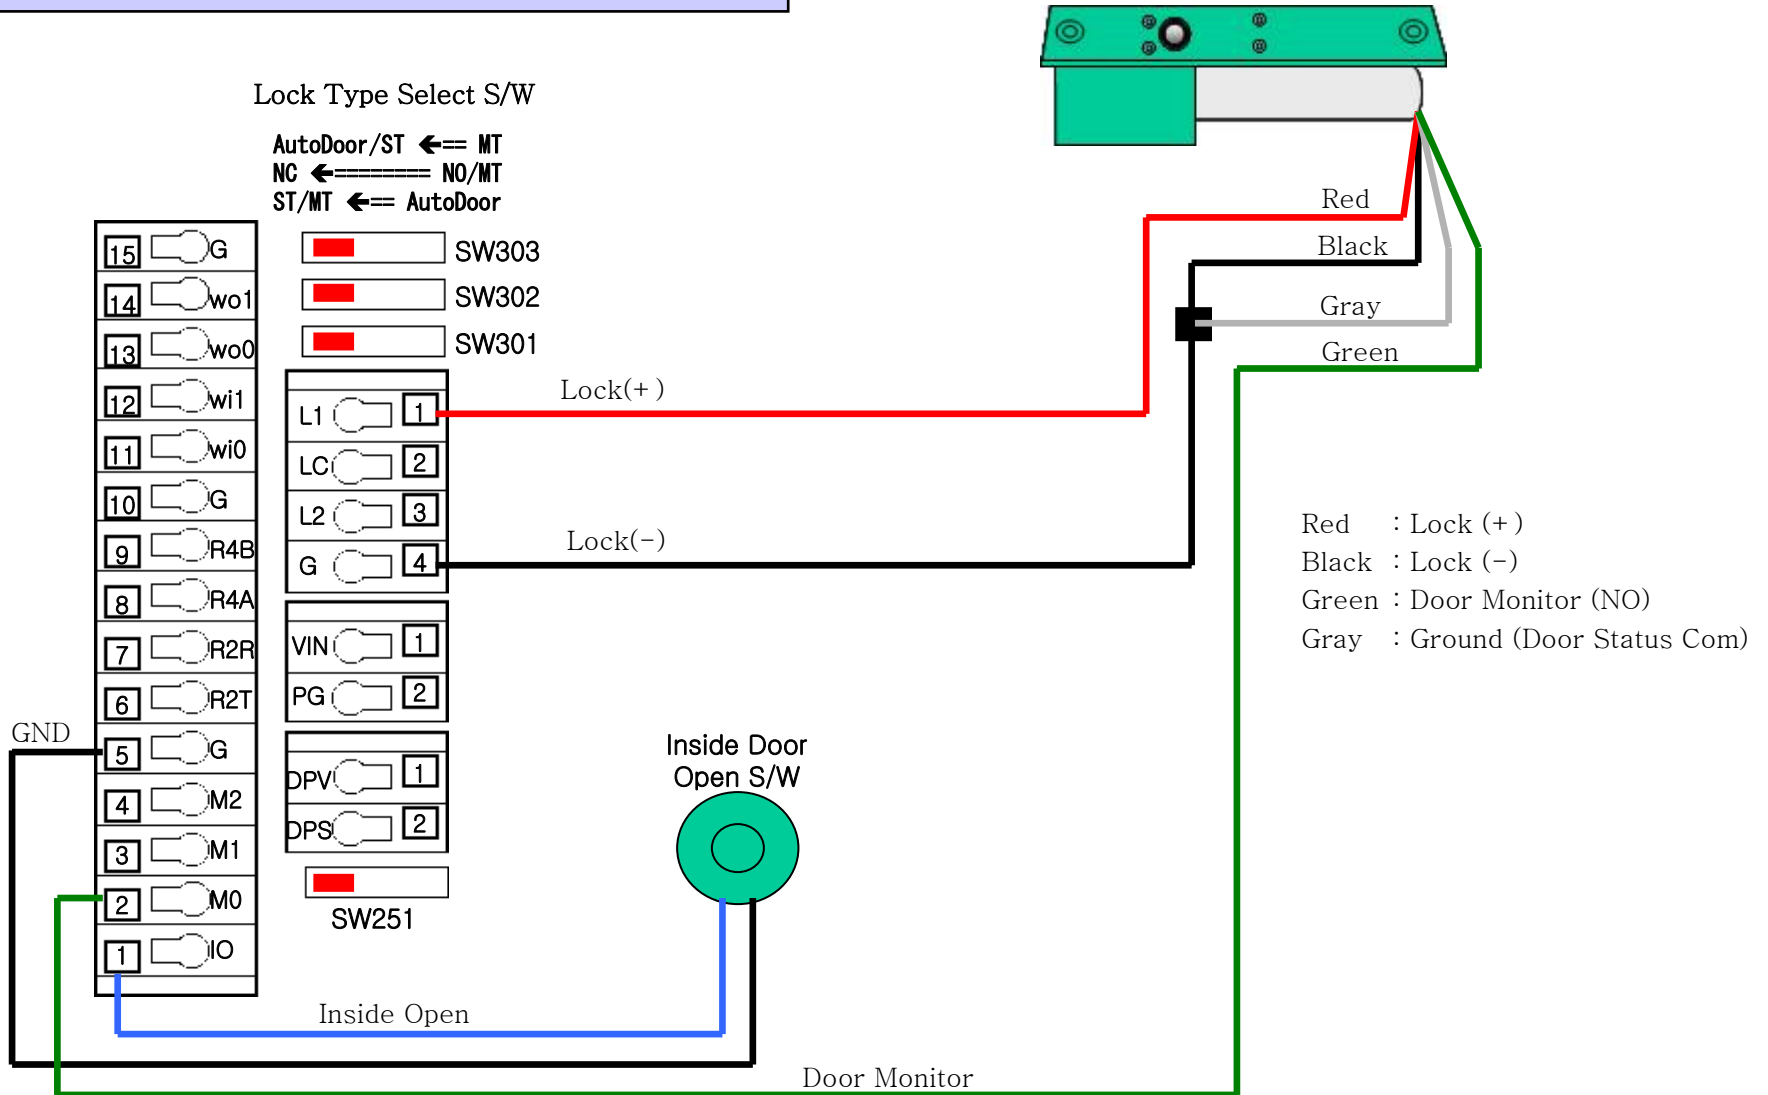 Lock Type Select S/W
AutoDoor/ST ←== MT
NC ←======== NO/MT
ST/MT ←== AutoDoor
SW303
SW302
SW301
15 G
14 wo1
13 wo0
12 wi1
11 wi0
10 G
9 R4B
8 R4A
7 R2R
6 R2T
5 G
4 M2
3 M1
2 M0
1 IO
L1 1
LC 2
L2 3
G 4
VIN 1
PG 2
DPV 1
DPS 2
SW251
GND
Lock(+)
Lock(-)
Inside Door
Open S/W
Inside Open
Door Monitor
Red
Black
Gray
Green
Red : Lock (+)
Black : Lock (-)
Green : Door Monitor (NO)
Gray : Ground (Door Status Com)